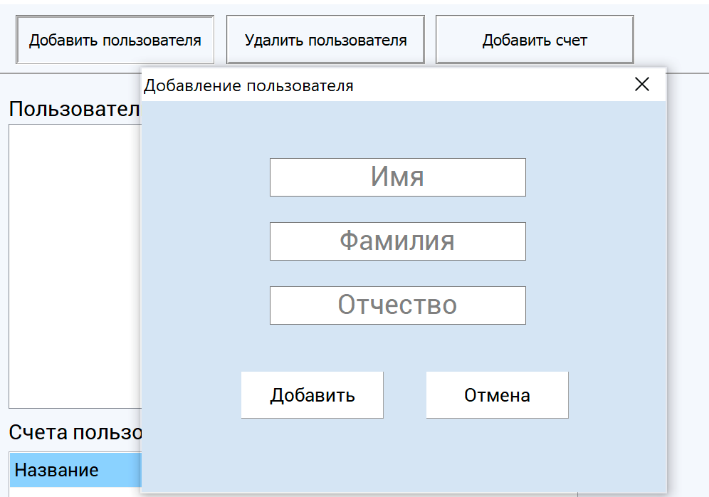 Добавить пользователя
Удалить пользователя
Добавить счет
Добавление пользователя
Пользовател
Имя
Фамилия
Отчество
Добавить
Отмена
Счета пользо
Название